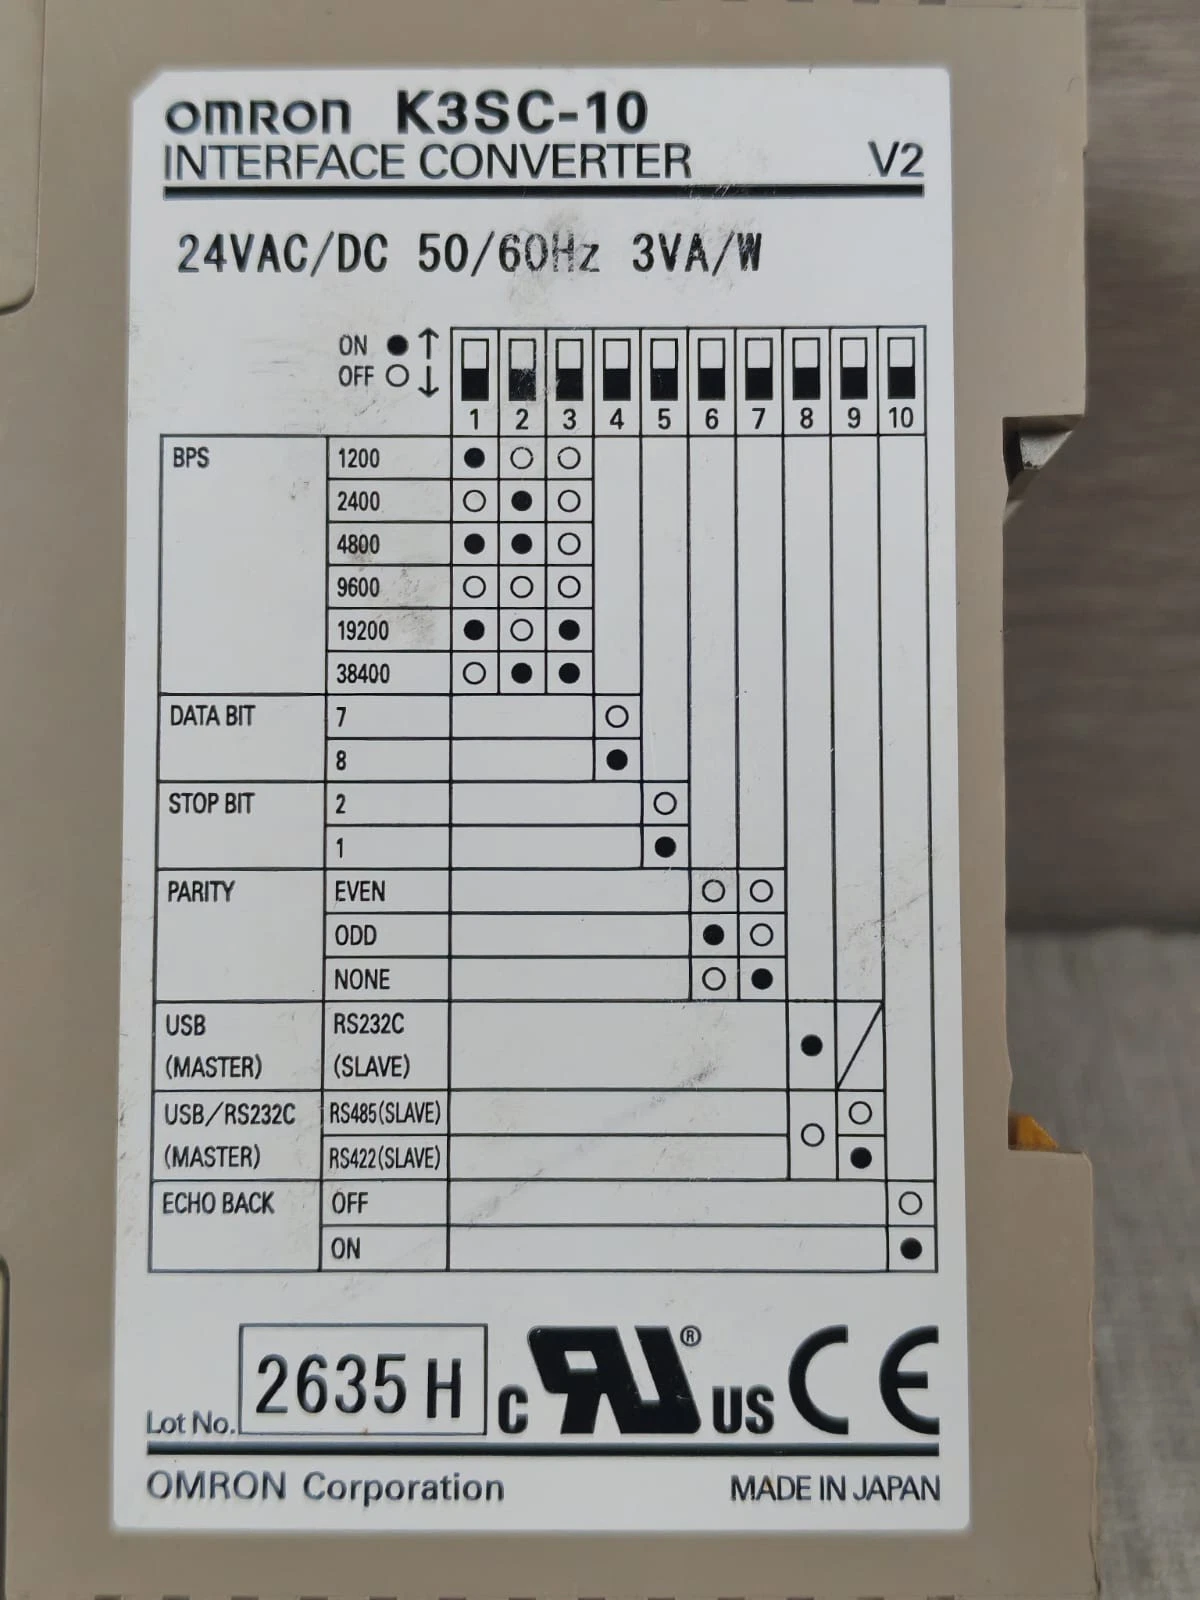 omron K3SC-10
INTERFACE CONVERTER V2
24VAC/DC 50/60Hz 3VA/W
ON ● ↑
OFF ○ ↓
1 2 3 4 5 6 7 8 9 10
BPS 1200 ● ○ ○
2400 ○ ● ○
4800 ● ● ○
9600 ○ ○ ○
19200 ● ○ ●
38400 ○ ● ●
DATA BIT 7 ○
8 ●
STOP BIT 2 ○
1 ●
PARITY EVEN ○ ○
ODD ● ○
NONE ○ ●
USB RS232C ●
(MASTER) (SLAVE)
USB/RS232C RS485(SLAVE) ○ ○
(MASTER) RS422(SLAVE) ●
ECHO BACK OFF ○
ON ●
Lot No. 2635H c RU® US CE
OMRON Corporation MADE IN JAPAN